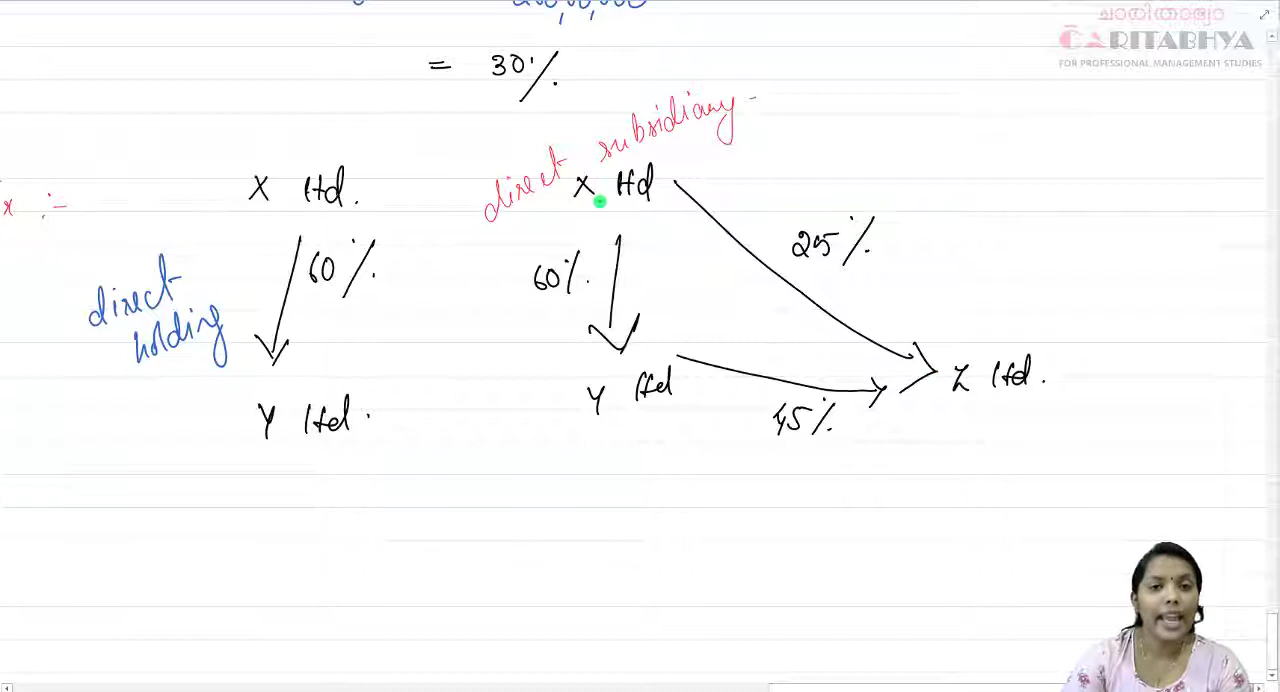 = 30%
ചാരിതാഭ്യം
CARITABHYA
FOR PROFESSIONAL MANAGEMENT STUDIES
direct subsidiary -
x :-
X Ltd.
X Ltd
60%
60%
25%
direct
holding
Y Ltd.
Y Ltd
45%
Z Ltd.